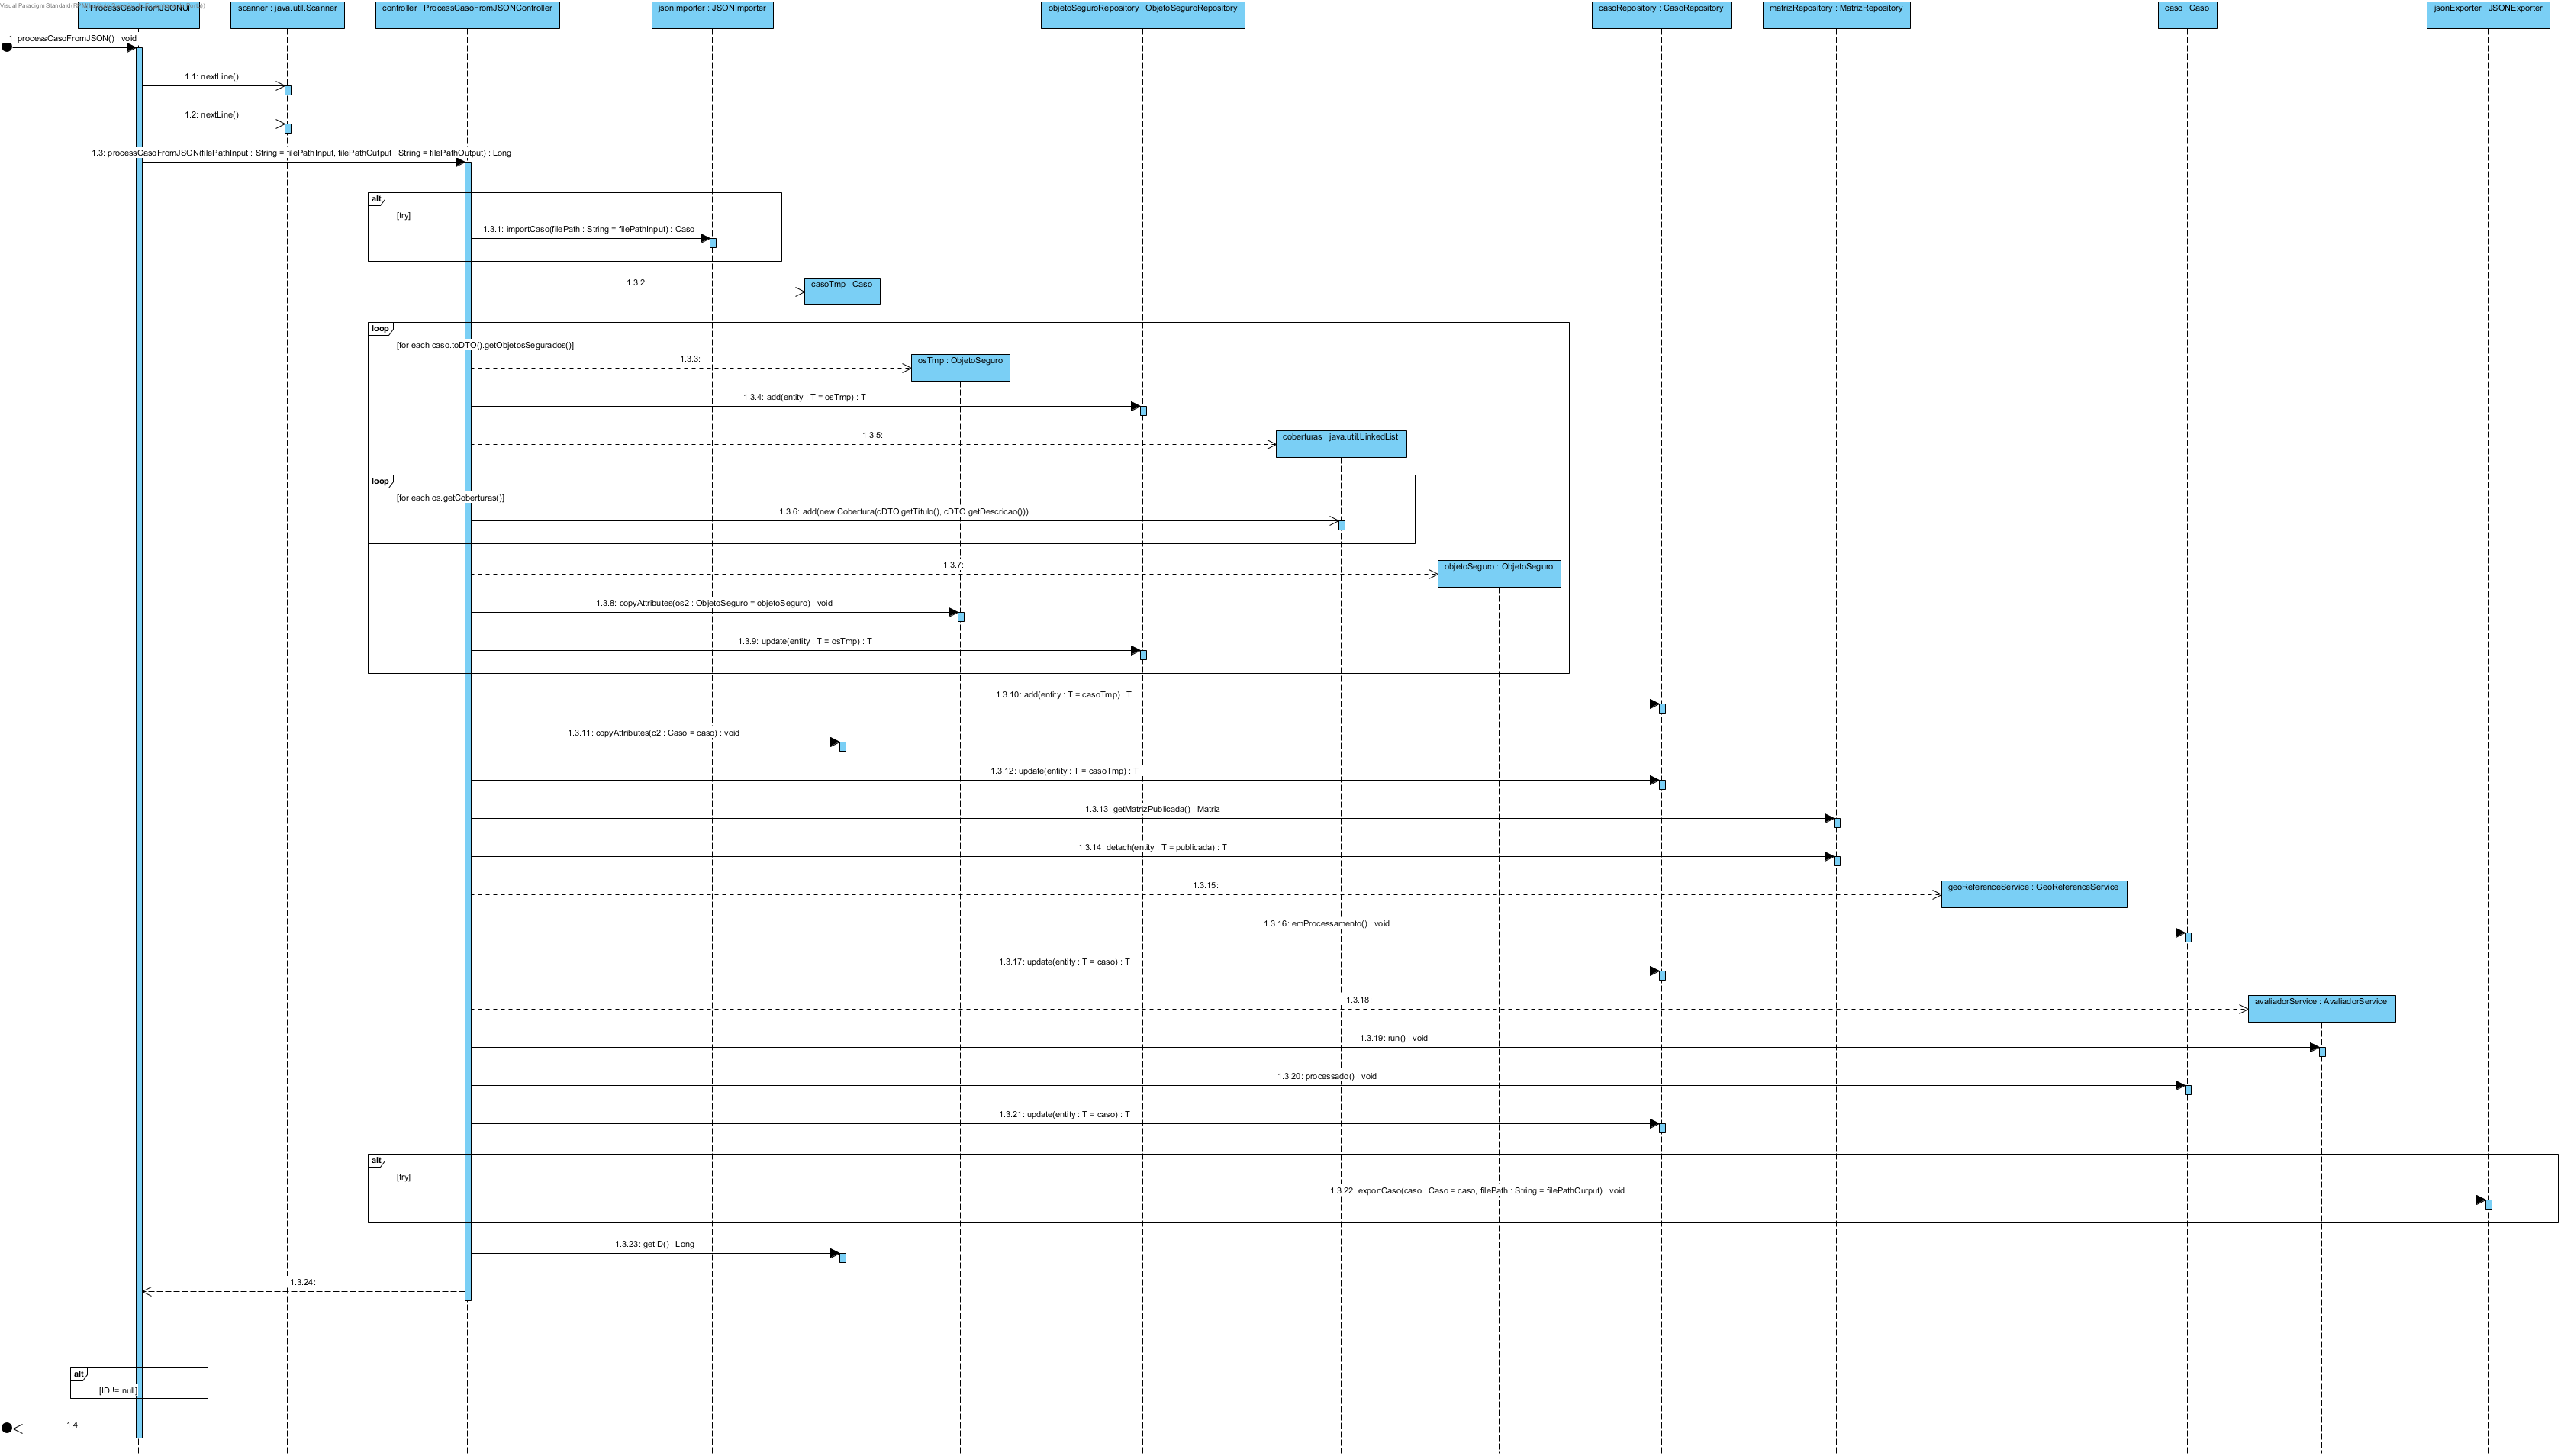 : ProcessCasoFromJSONUI
scanner : java.util.Scanner
controller : ProcessCasoFromJSONController
jsonImporter : JSONImporter
objetoSeguroRepository : ObjetoSeguroRepository
casoRepository : CasoRepository
matrizRepository : MatrizRepository
caso : Caso
jsonExporter : JSONExporter
Visual Paradigm Standard
1: processCasoFromJSON() : void
1.1: nextLine()
1.2: nextLine()
1.3: processCasoFromJSON(filePathInput : String = filePathInput, filePathOutput : String = filePathOutput) : Long
alt
[try]
1.3.1: importCaso(filePath : String = filePathInput) : Caso
1.3.2:
casoTmp : Caso
loop
[for each caso.toDTO().getObjetosSegurados()]
1.3.3:
osTmp : ObjetoSeguro
1.3.4: add(entity : T = osTmp) : T
1.3.5:
coberturas : java.util.LinkedList
loop
[for each os.getCoberturas()]
1.3.6: add(new Cobertura(cDTO.getTitulo(), cDTO.getDescricao()))
1.3.7:
objetoSeguro : ObjetoSeguro
1.3.8: copyAttributes(os2 : ObjetoSeguro = objetoSeguro) : void
1.3.9: update(entity : T = osTmp) : T
1.3.10: add(entity : T = casoTmp) : T
1.3.11: copyAttributes(c2 : Caso = caso) : void
1.3.12: update(entity : T = casoTmp) : T
1.3.13: getMatrizPublicada() : Matriz
1.3.14: detach(entity : T = publicada) : T
1.3.15:
geoReferenceService : GeoReferenceService
1.3.16: emProcessamento() : void
1.3.17: update(entity : T = caso) : T
1.3.18:
avaliadorService : AvaliadorService
1.3.19: run() : void
1.3.20: processado() : void
1.3.21: update(entity : T = caso) : T
alt
[try]
1.3.22: exportCaso(caso : Caso = caso, filePath : String = filePathOutput) : void
1.3.23: getID() : Long
1.3.24:
alt
[ID != null]
1.4: